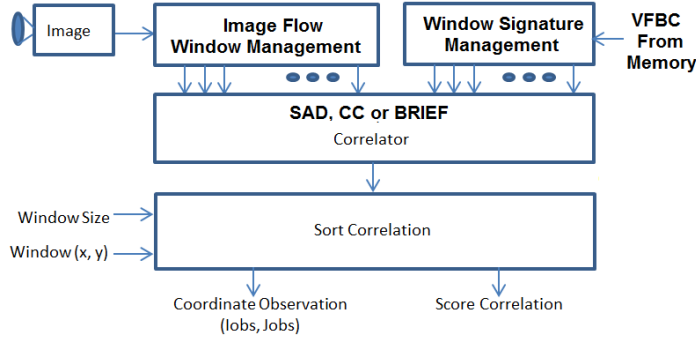 Image
Image Flow
Window Management
Window Signature
Management
VFBC
From
Memory
SAD, CC or BRIEF
Correlator
Window Size
Window (x, y)
Sort Correlation
Coordinate Observation
(Iobs, Jobs)
Score Correlation